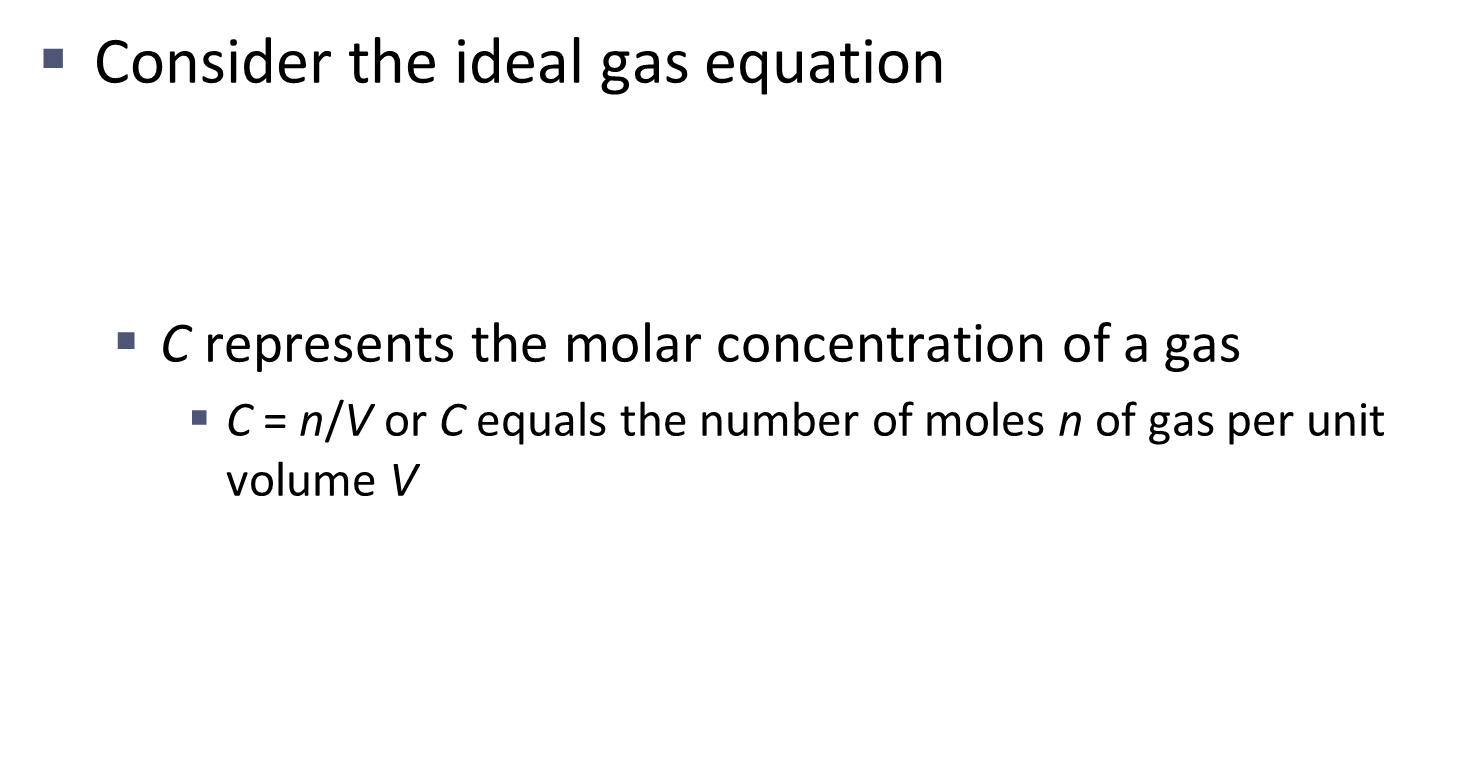 ▪ Consider the ideal gas equation
▪ C represents the molar concentration of a gas
▪ C = n/V or C equals the number of moles n of gas per unit
volume V